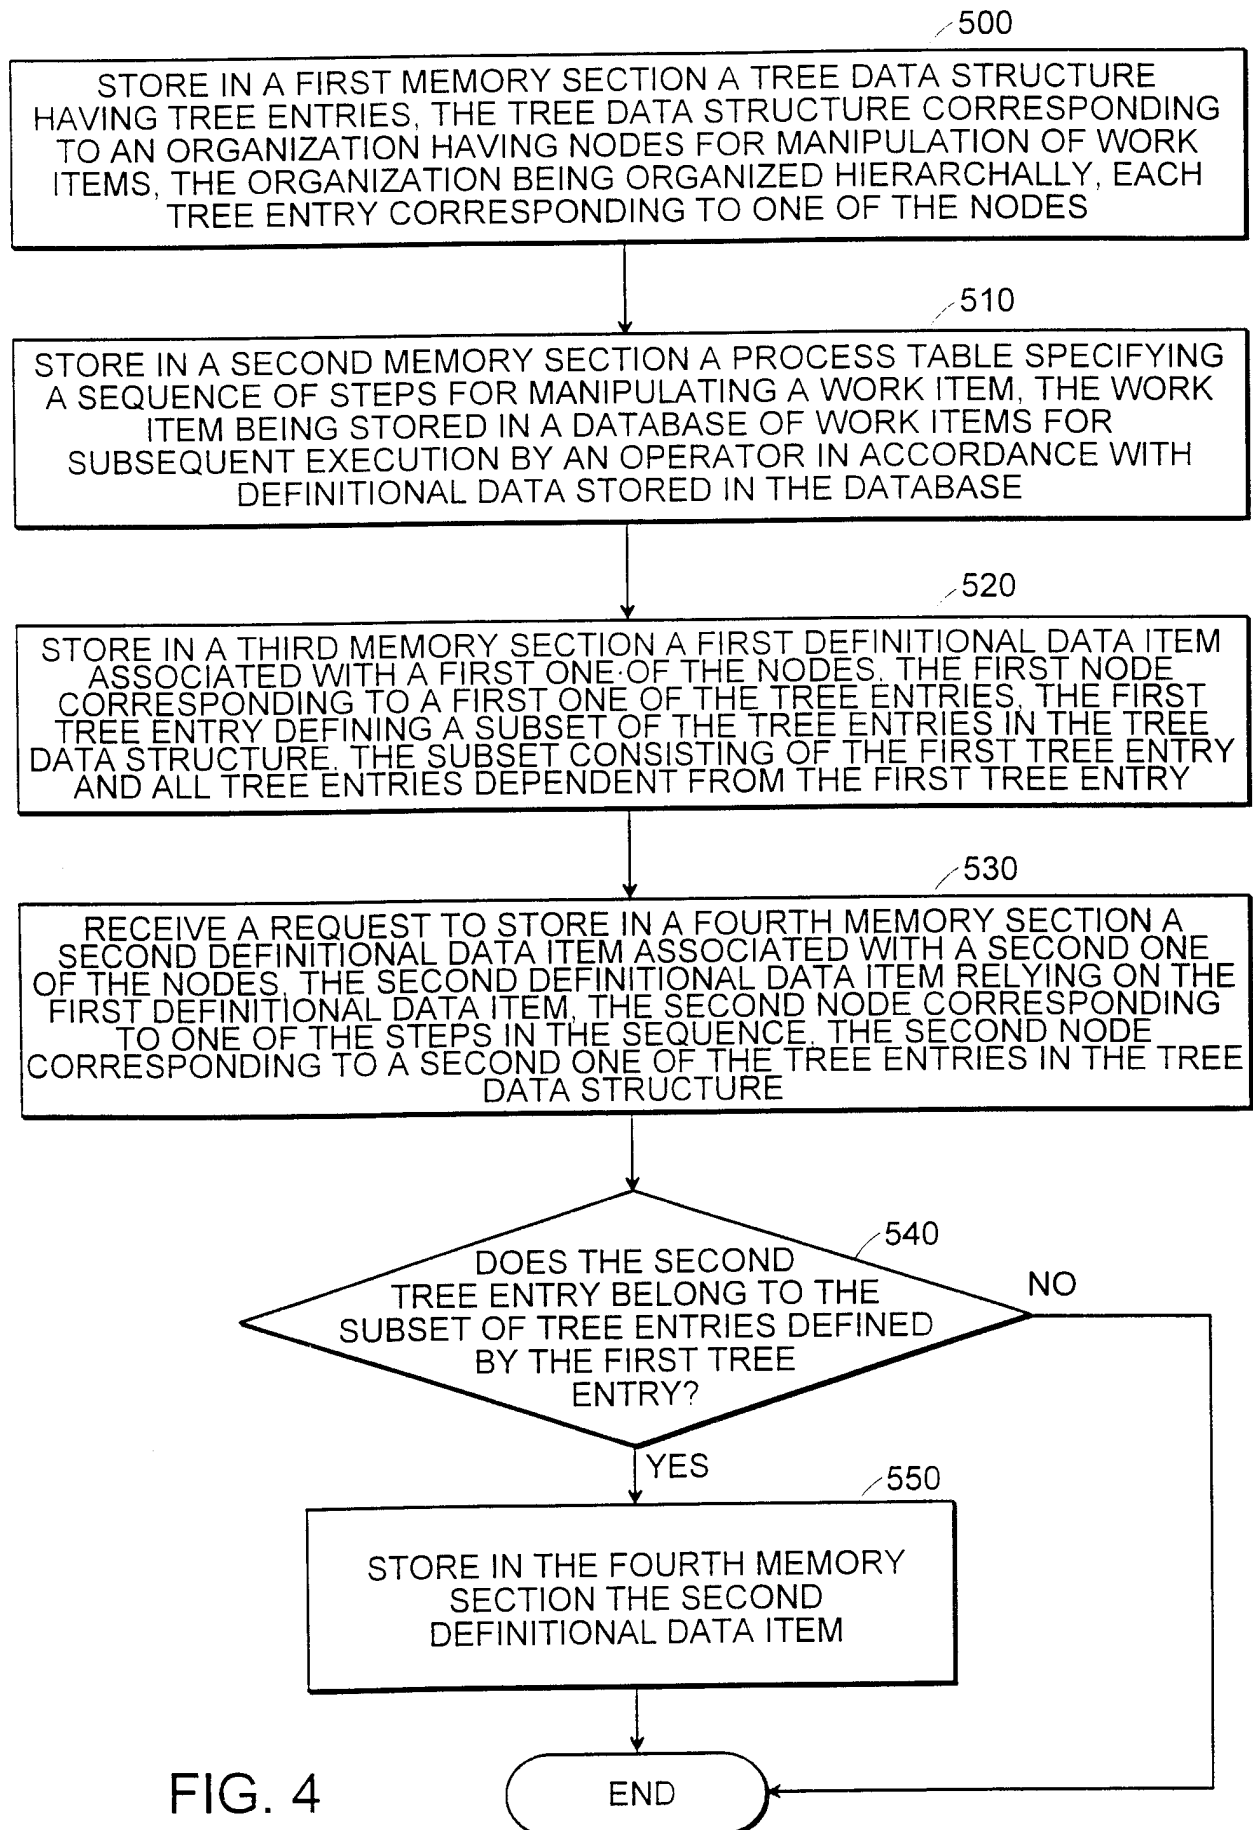 500
STORE IN A FIRST MEMORY SECTION A TREE DATA STRUCTURE
HAVING TREE ENTRIES, THE TREE DATA STRUCTURE CORRESPONDING
TO AN ORGANIZATION HAVING NODES FOR MANIPULATION OF WORK
ITEMS, THE ORGANIZATION BEING ORGANIZED HIERARCHALLY, EACH
TREE ENTRY CORRESPONDING TO ONE OF THE NODES
510
STORE IN A SECOND MEMORY SECTION A PROCESS TABLE SPECIFYING
A SEQUENCE OF STEPS FOR MANIPULATING A WORK ITEM, THE WORK
ITEM BEING STORED IN A DATABASE OF WORK ITEMS FOR
SUBSEQUENT EXECUTION BY AN OPERATOR IN ACCORDANCE WITH
DEFINITIONAL DATA STORED IN THE DATABASE
520
STORE IN A THIRD MEMORY SECTION A FIRST DEFINITIONAL DATA ITEM
ASSOCIATED WITH A FIRST ONE OF THE NODES, THE FIRST NODE
CORRESPONDING TO A FIRST ONE OF THE TREE ENTRIES, THE FIRST
TREE ENTRY DEFINING A SUBSET OF THE TREE ENTRIES IN THE TREE
DATA STRUCTURE, THE SUBSET CONSISTING OF THE FIRST TREE ENTRY
AND ALL TREE ENTRIES DEPENDENT FROM THE FIRST TREE ENTRY
530
RECEIVE A REQUEST TO STORE IN A FOURTH MEMORY SECTION A
SECOND DEFINITIONAL DATA ITEM ASSOCIATED WITH A SECOND ONE
OF THE NODES, THE SECOND DEFINITIONAL DATA ITEM RELYING ON THE
FIRST DEFINITIONAL DATA ITEM, THE SECOND NODE CORRESPONDING
TO ONE OF THE STEPS IN THE SEQUENCE, THE SECOND NODE
CORRESPONDING TO A SECOND ONE OF THE TREE ENTRIES IN THE TREE
DATA STRUCTURE
540
DOES THE SECOND
TREE ENTRY BELONG TO THE
SUBSET OF TREE ENTRIES DEFINED
BY THE FIRST TREE
ENTRY?
NO
YES
550
STORE IN THE FOURTH MEMORY
SECTION THE SECOND
DEFINITIONAL DATA ITEM
END
FIG. 4